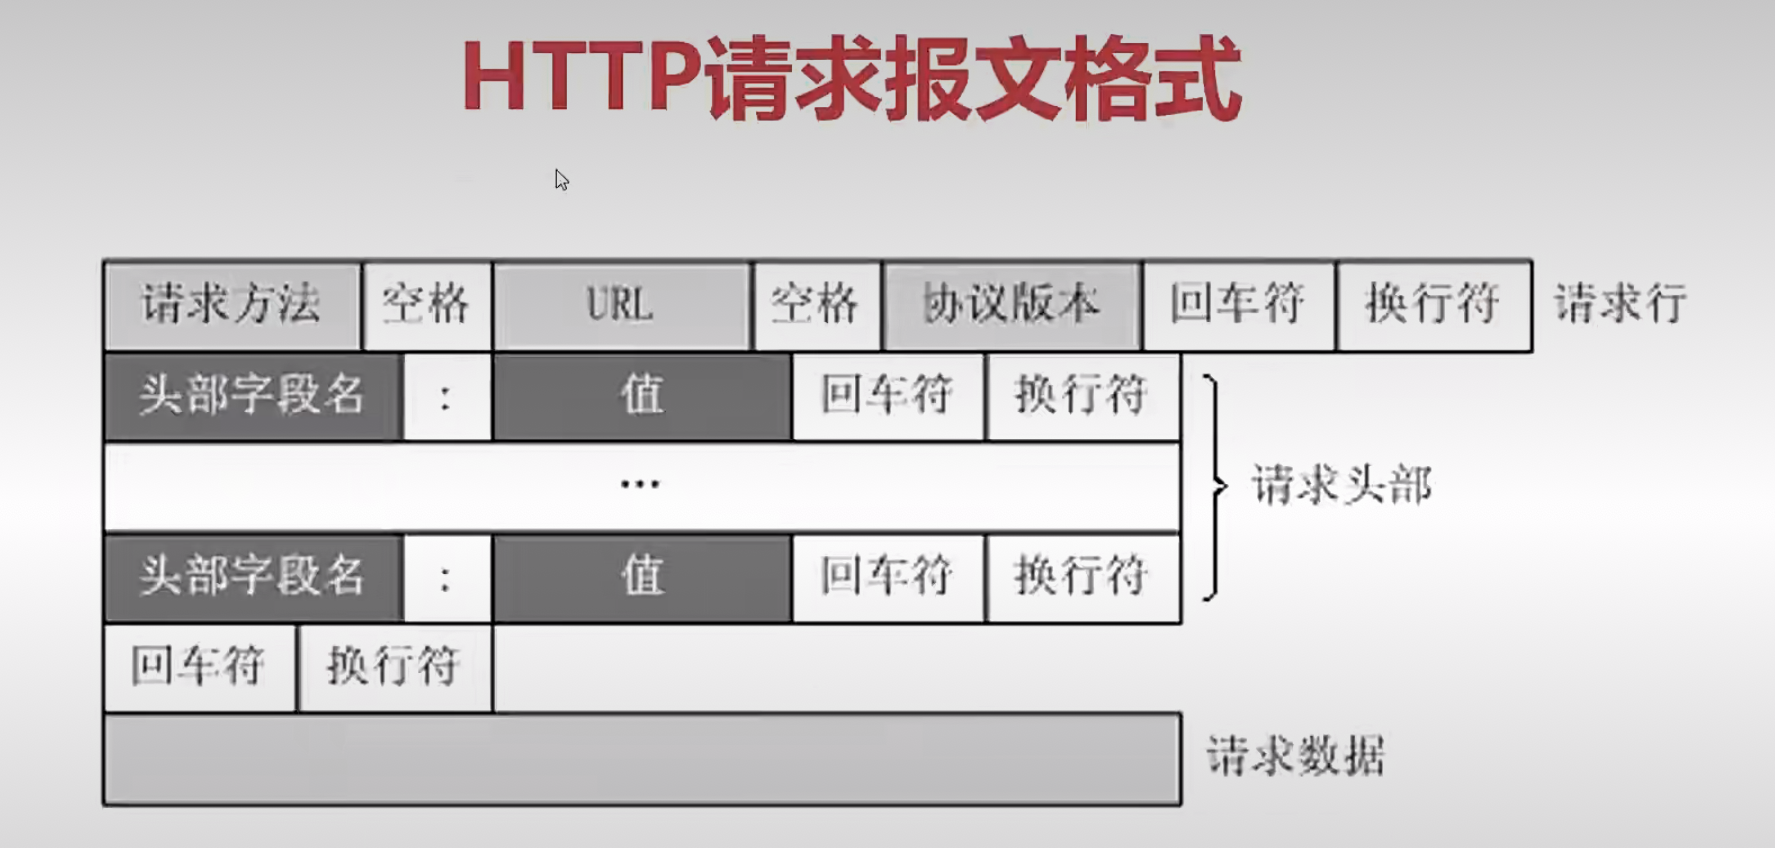 HTTP请求报文格式
请求方法 空格 URL 空格 协议版本 回车符 换行符 请求行
头部字段名 : 值 回车符 换行符
...
请求头部
头部字段名 : 值 回车符 换行符
回车符 换行符
请求数据